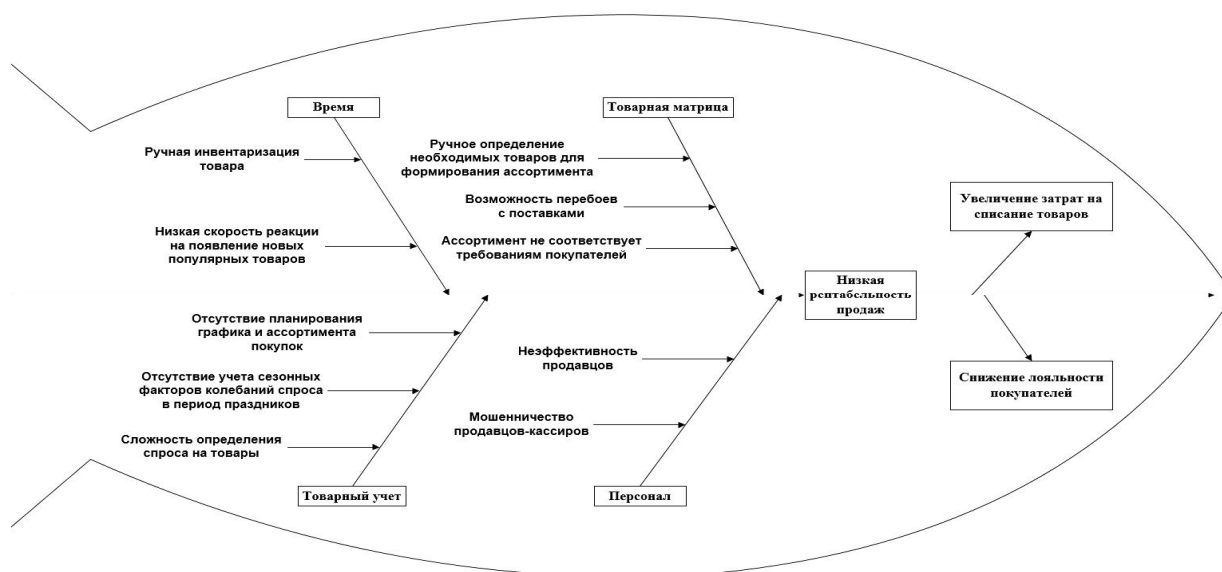 Время
Товарная матрица
Ручная инвентаризация
товара
Ручное определение
необходимых товаров для
формирования ассортимента
Возможность перебоев
с поставками
Низкая скорость реакции
на появление новых
популярных товаров
Ассортимент не соответствует
требованиям покупателей
Увеличение затрат на
списание товаров
Низкая
рентабельность
продаж
Отсутствие планирования
графика и ассортимента
покупок
Неэффективность
продавцов
Отсутствие учета сезонных
факторов колебаний спроса
в период праздников
Снижение лояльности
покупателей
Мошенничество
продавцов-кассиров
Сложность определения
спроса на товары
Товарный учет
Персонал